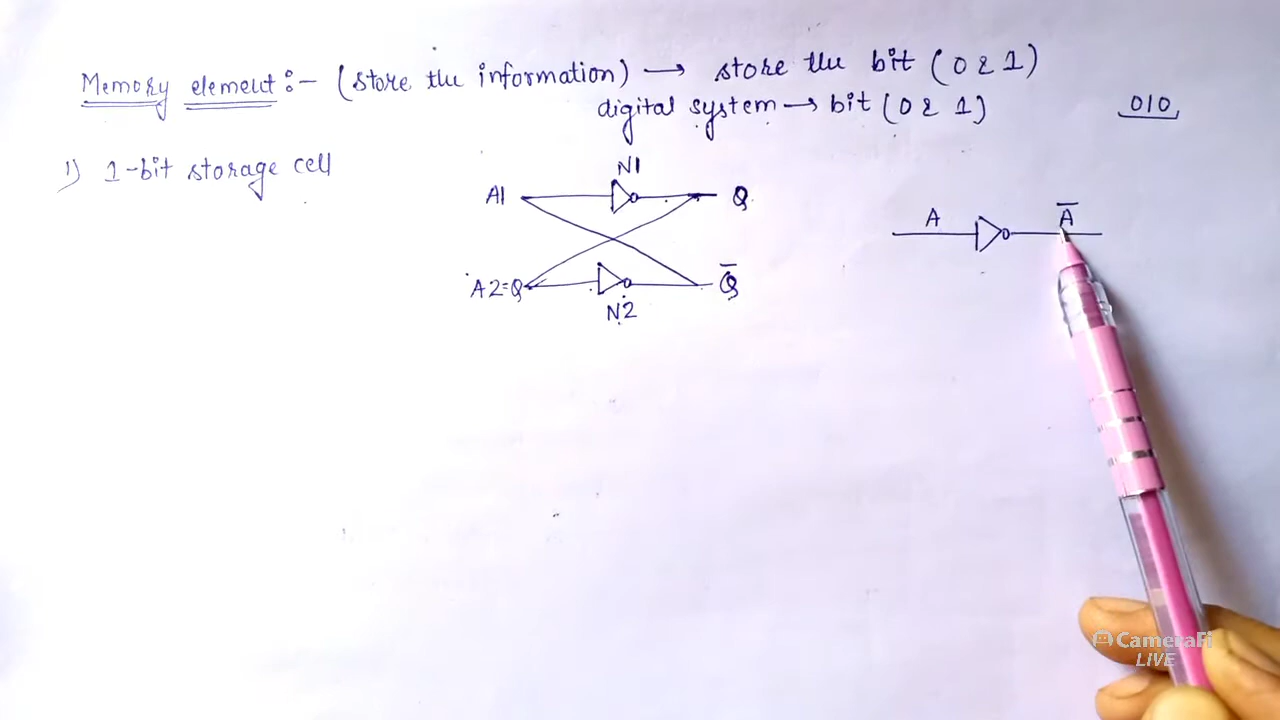 Memory element :- (store the information) → store the bit (0 & 1)
digital system → bit (0 & 1)
010
1) 1-bit storage cell
N1
A1
Q
A2=Q
Q̅
N2
A
A̅
CameraFi
LIVE